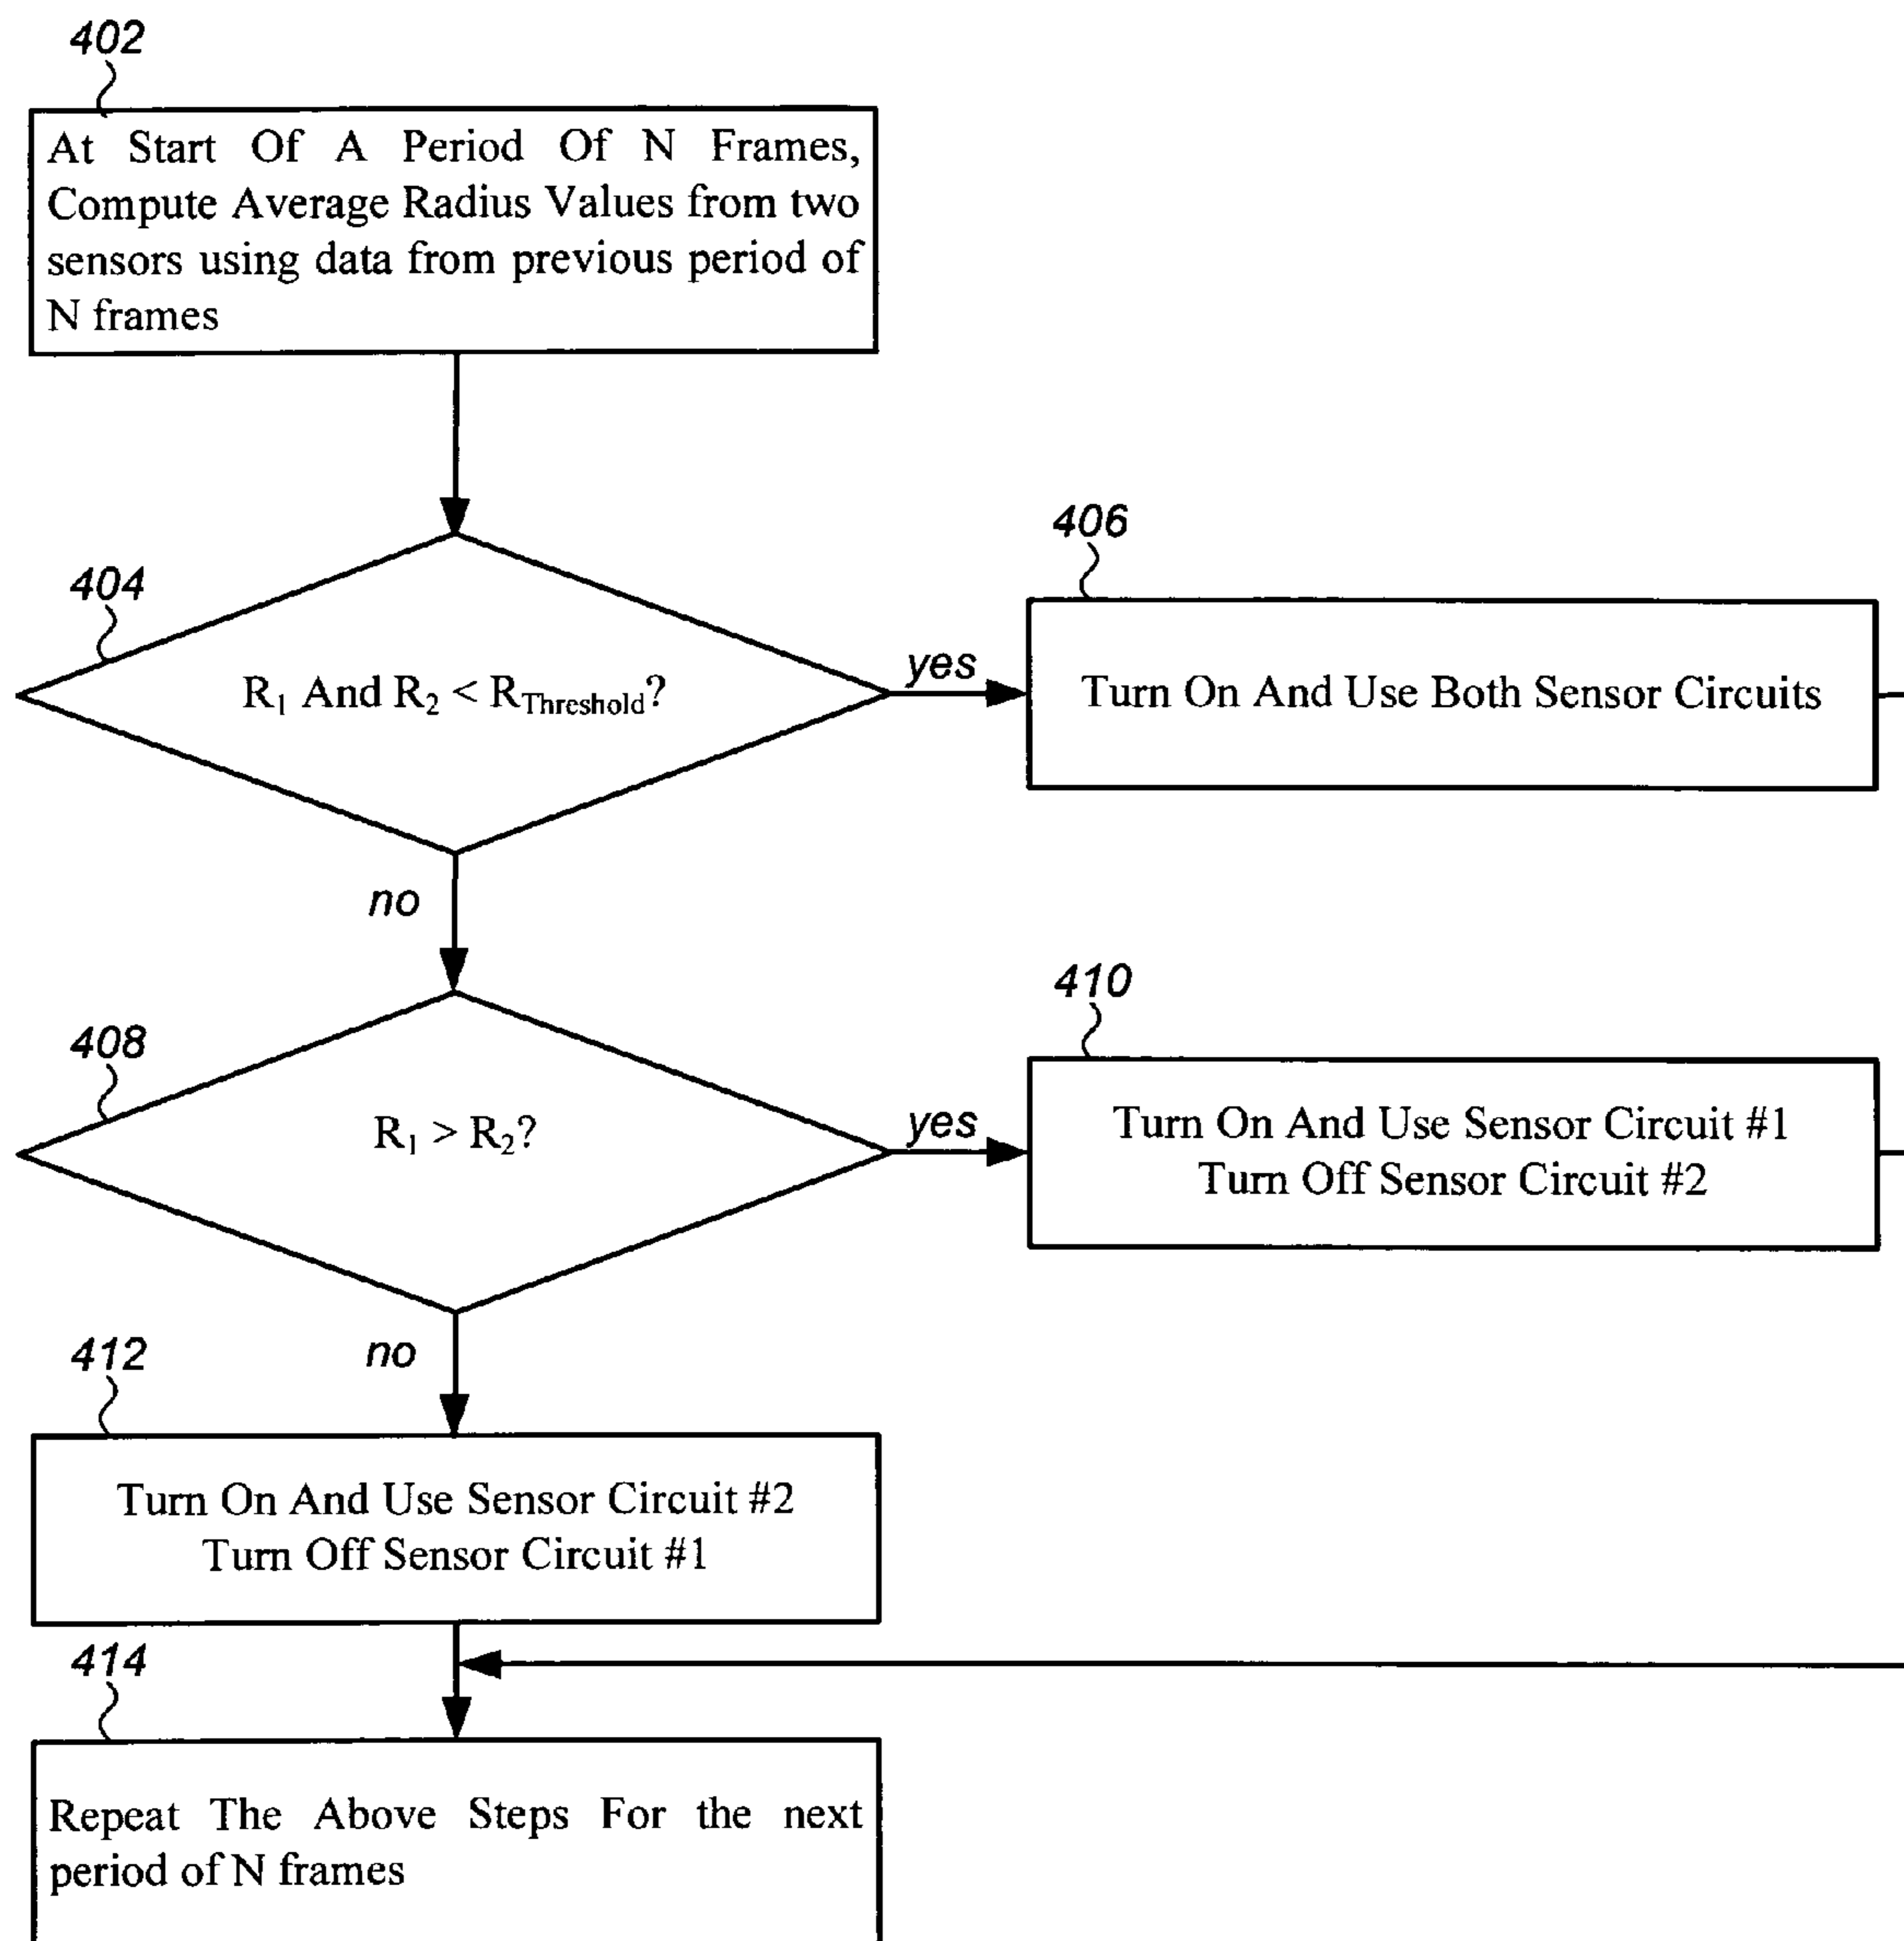 402
At Start Of A Period Of N Frames,
Compute Average Radius Values from two
sensors using data from previous period of
N frames
404
R₁ And R₂ < R_Threshold?
yes
406
Turn On And Use Both Sensor Circuits
no
408
R₁ > R₂?
yes
410
Turn On And Use Sensor Circuit #1
Turn Off Sensor Circuit #2
no
412
Turn On And Use Sensor Circuit #2
Turn Off Sensor Circuit #1
414
Repeat The Above Steps For the next
period of N frames